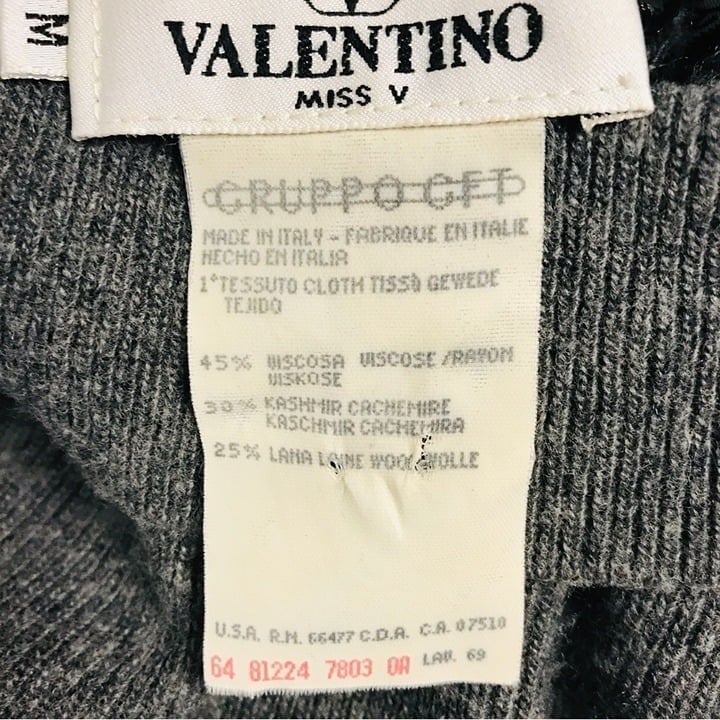 M
VALENTINO
MISS V
GRUPPO GFT
MADE IN ITALY - FABRIQUE EN ITALIE
HECHO EN ITALIA
1°TESSUTO CLOTH TISSÙ GEWEDE
TEJIDO
45% VISCOSA VISCOSE/RAYON
VISKOSE
30% KASHMIR CACHEMIRE
KASCHMIR CACHEMIRA
25% LANA LAINE WOOL WOLLE
U.S.A. R.N. 66477 C.D.A. C.A. 07510
64 81224 7803 0A LAV. 69